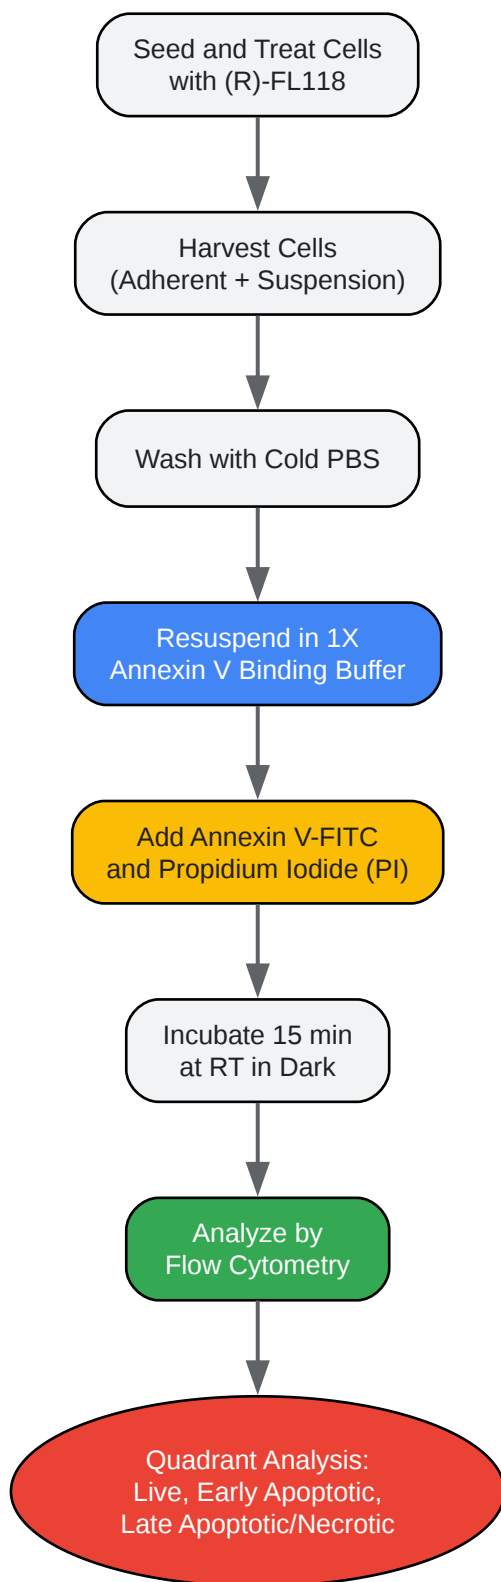 Seed and Treat Cells
with (R)-FL118
Harvest Cells
(Adherent + Suspension)
Wash with Cold PBS
Resuspend in 1X
Annexin V Binding Buffer
Add Annexin V-FITC
and Propidium Iodide (PI)
Incubate 15 min
at RT in Dark
Analyze by
Flow Cytometry
Quadrant Analysis:
Live, Early Apoptotic,
Late Apoptotic/Necrotic